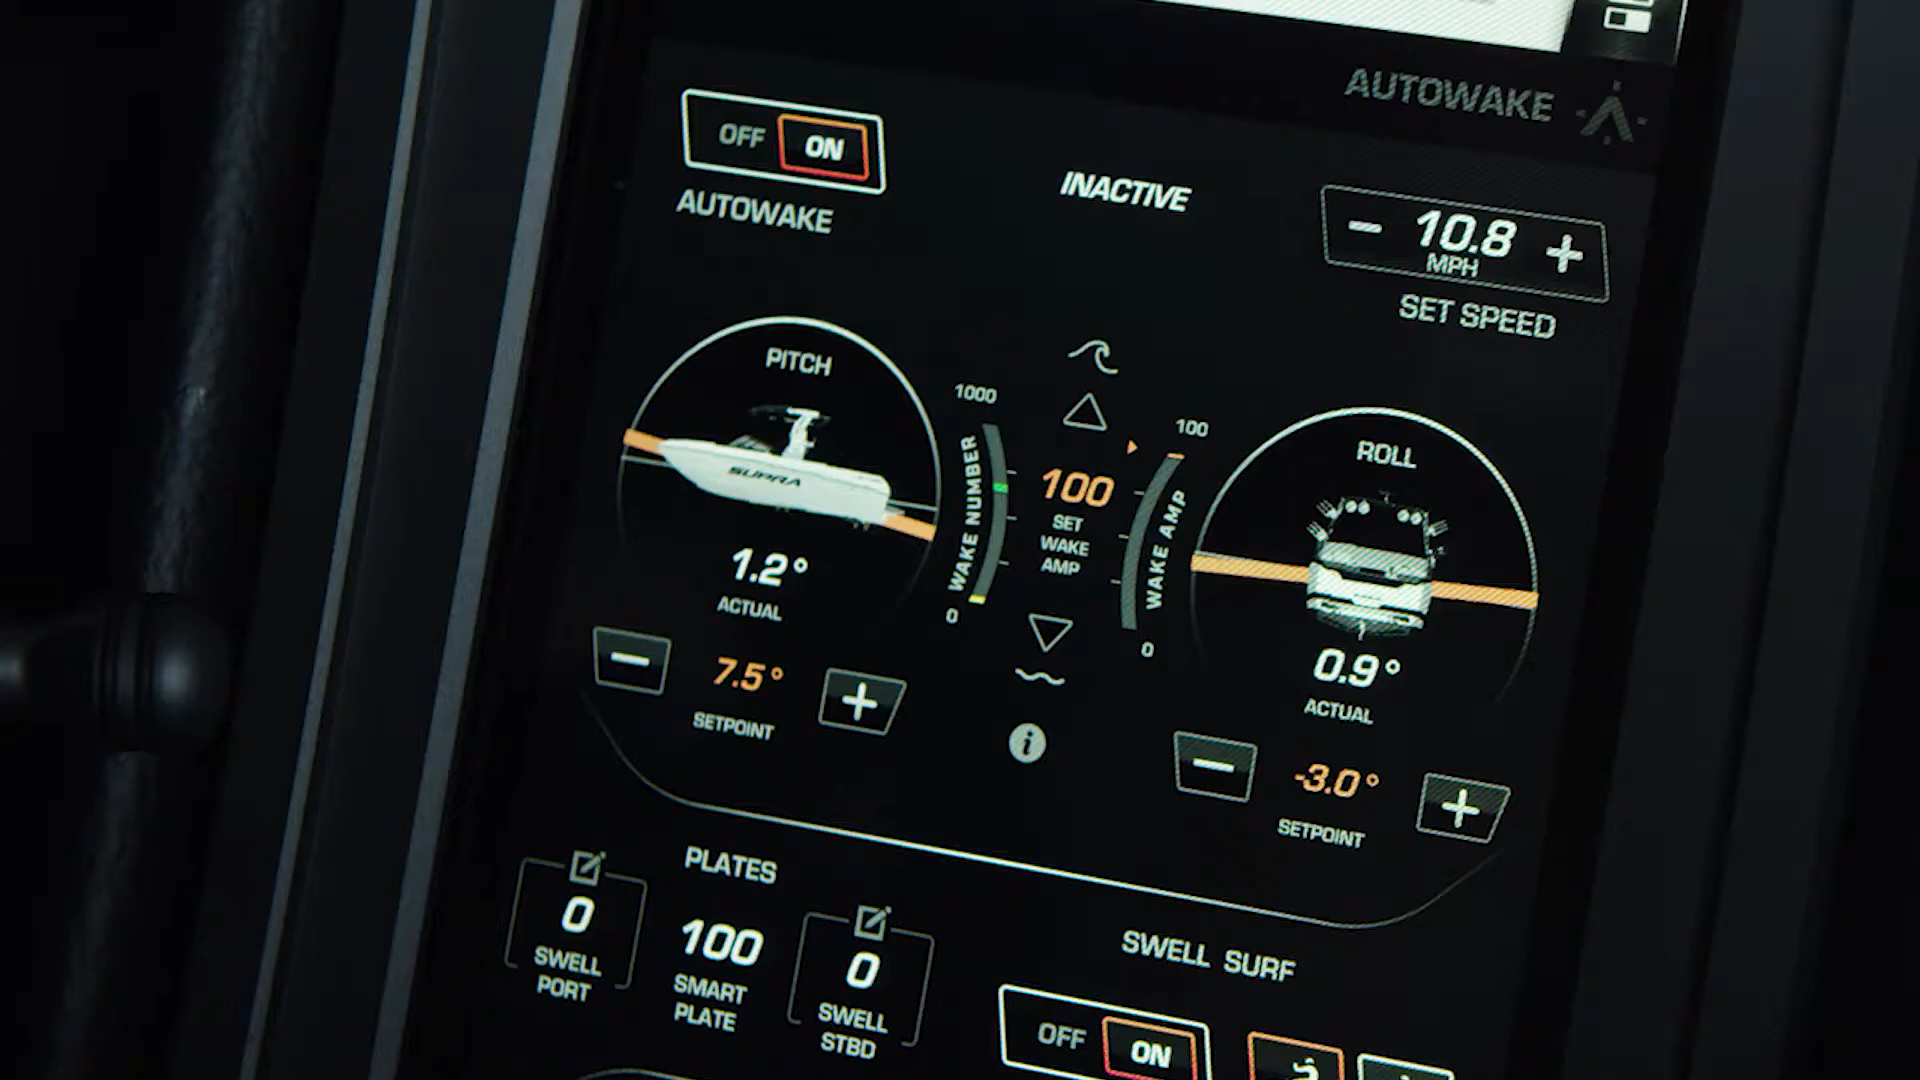 AUTOWAKE
OFF ON
AUTOWAKE
INACTIVE
- 10.8 +
MPH
SET SPEED
PITCH
SUPRA
1.2°
ACTUAL
- 7.5° +
SETPOINT
1000
WAKE NUMBER
0
100
SET
WAKE
AMP
i
100
WAKE AMP
0
ROLL
0.9°
ACTUAL
- -3.0° +
SETPOINT
PLATES
0
SWELL
PORT
100
SMART
PLATE
0
SWELL
STBD
SWELL SURF
OFF ON